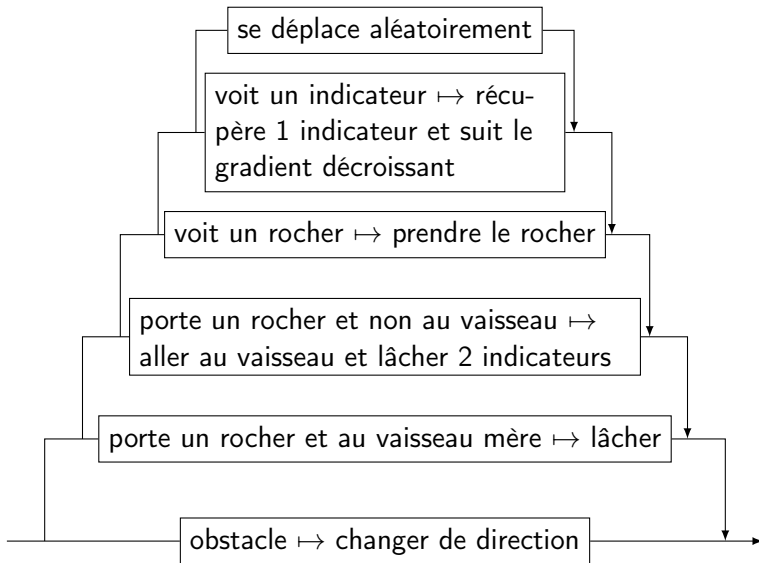 se déplace aléatoirement
voit un indicateur ↦ récu-
père 1 indicateur et suit le
gradient décroissant
voit un rocher ↦ prendre le rocher
porte un rocher et non au vaisseau ↦
aller au vaisseau et lâcher 2 indicateurs
porte un rocher et au vaisseau mère ↦ lâcher
obstacle ↦ changer de direction